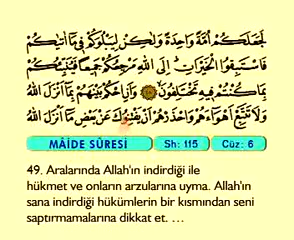 لَجَعَلَكُمْ اُمَّةً وَاحِدَةً وَلٰكِنْ لِيَبْلُوَكُمْ فٖي مَٓا اٰتٰيكُمْ
فَاسْتَبِقُوا الْخَيْرَاتِ اِلَى اللّٰهِ مَرْجِعُكُمْ جَمٖيعًا فَيُنَبِّئُكُمْ
بِمَا كُنْتُمْ فٖيهِ تَخْتَلِفُونَ وَاَنِ احْكُمْ بَيْنَهُمْ بِمَٓا اَنْزَلَ اللّٰهُ
وَلَا تَتَّبِعْ اَهْوَٓاءَهُمْ وَاحْذَرْهُمْ اَنْ يَفْتِنُوكَ عَنْ بَعْضِ مَٓا اَنْزَلَ اللّٰهُ
MÂİDE SÛRESİ Sh: 115 Cüz: 6
49. Aralarında Allah'ın indirdiği ile
hükmet ve onların arzularına uyma. Allah'ın
sana indirdiği hükümlerin bir kısmından seni
saptırmamalarına dikkat et. …